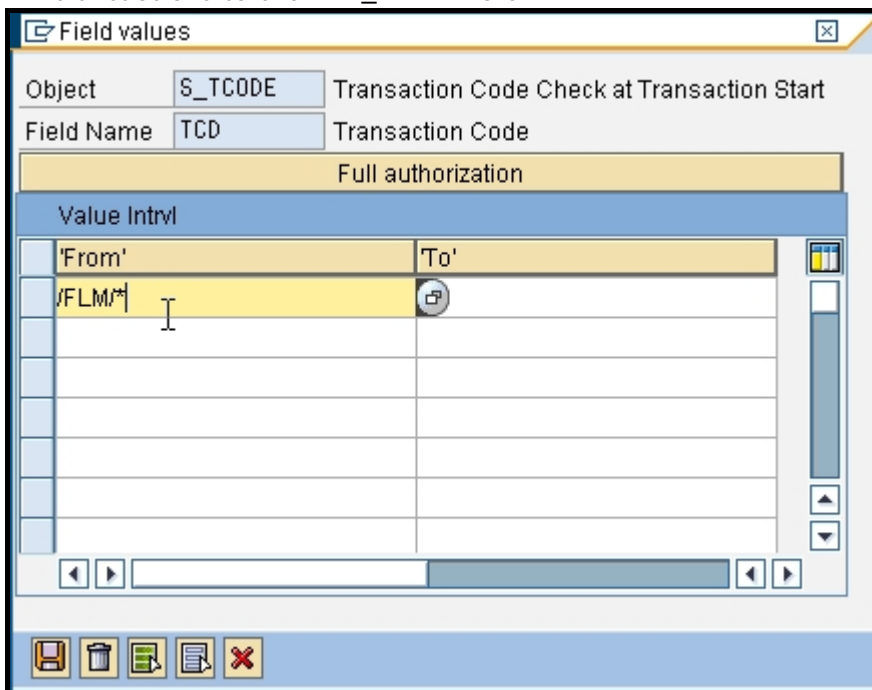 Field values
Object S_TCODE Transaction Code Check at Transaction Start
Field Name TCD Transaction Code
Full authorization
Value Intrvl
'From' 'To'
/FLM/*